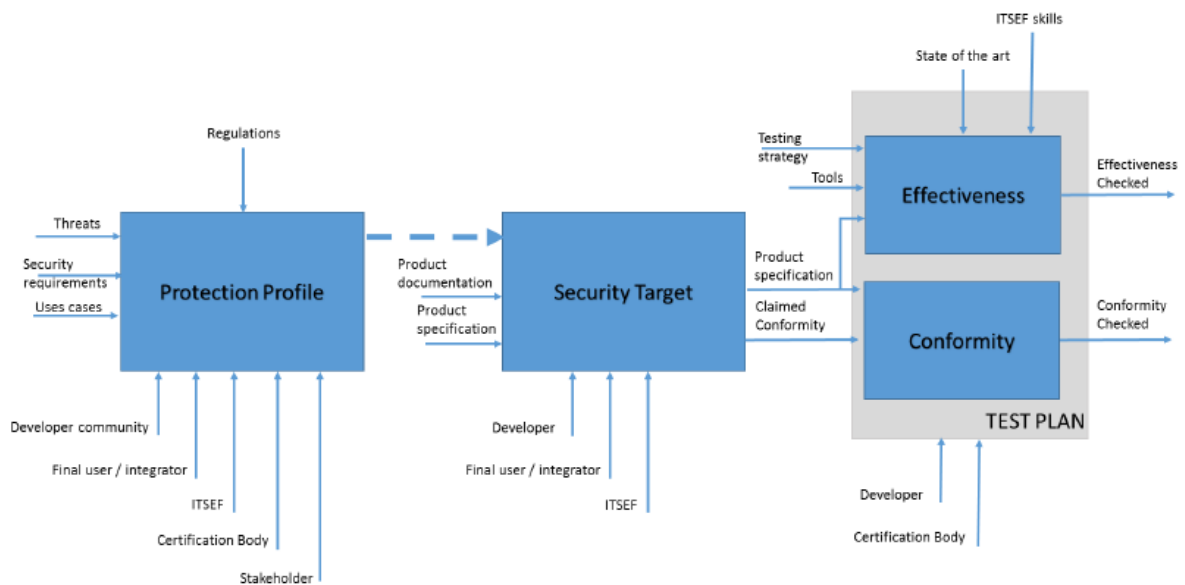 ITSEF skills
State of the art
Regulations
Testing
strategy
Tools
Effectiveness
Effectiveness
Checked
Threats
Security
requirements
Uses cases
Protection Profile
Product
documentation
Product
specification
Security Target
Product
specification
Claimed
Conformity
Conformity
Conformity
Checked
TEST PLAN
Developer community
Final user / integrator
ITSEF
Certification Body
Stakeholder
Developer
Final user / integrator
ITSEF
Developer
Certification Body